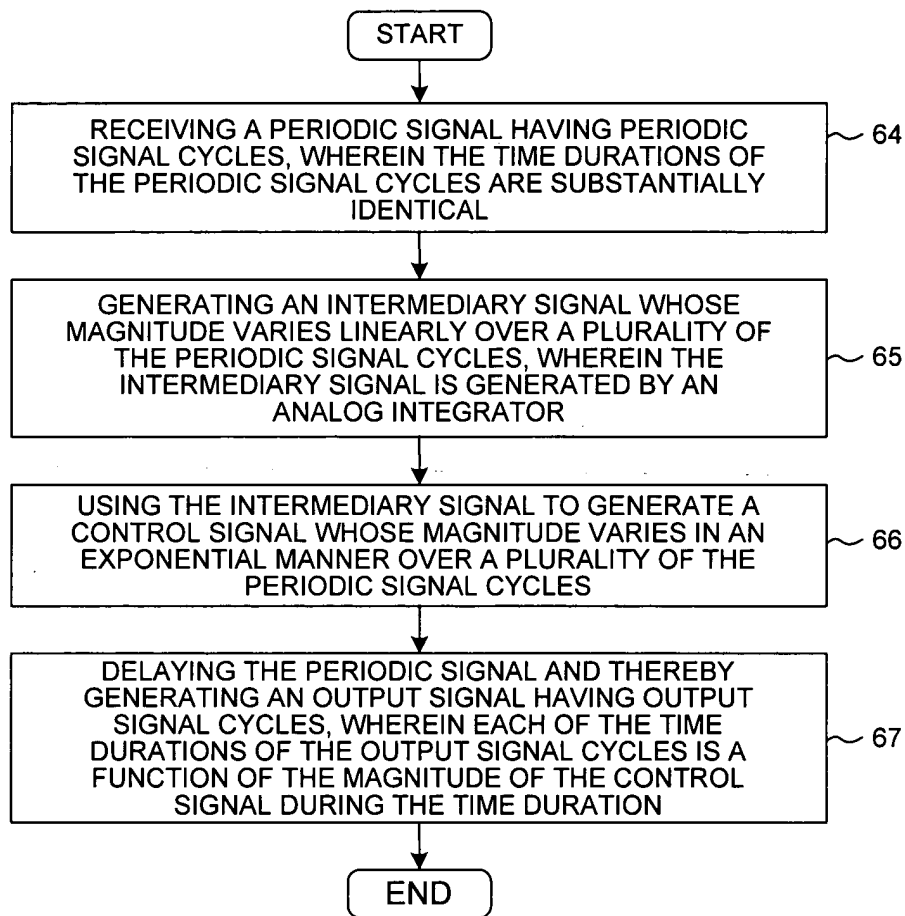 START
RECEIVING A PERIODIC SIGNAL HAVING PERIODIC
SIGNAL CYCLES, WHEREIN THE TIME DURATIONS OF
THE PERIODIC SIGNAL CYCLES ARE SUBSTANTIALLY
IDENTICAL
64
GENERATING AN INTERMEDIARY SIGNAL WHOSE
MAGNITUDE VARIES LINEARLY OVER A PLURALITY OF
THE PERIODIC SIGNAL CYCLES, WHEREIN THE
INTERMEDIARY SIGNAL IS GENERATED BY AN
ANALOG INTEGRATOR
65
USING THE INTERMEDIARY SIGNAL TO GENERATE A
CONTROL SIGNAL WHOSE MAGNITUDE VARIES IN AN
EXPONENTIAL MANNER OVER A PLURALITY OF THE
PERIODIC SIGNAL CYCLES
66
DELAYING THE PERIODIC SIGNAL AND THEREBY
GENERATING AN OUTPUT SIGNAL HAVING OUTPUT
SIGNAL CYCLES, WHEREIN EACH OF THE TIME
DURATIONS OF THE OUTPUT SIGNAL CYCLES IS A
FUNCTION OF THE MAGNITUDE OF THE CONTROL
SIGNAL DURING THE TIME DURATION
67
END